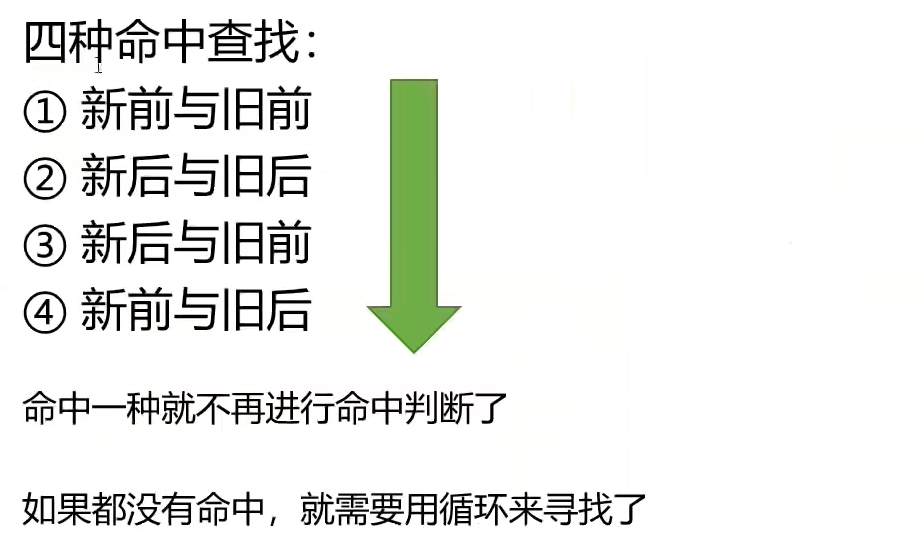 四种命中查找：
① 新前与旧前
② 新后与旧后
③ 新后与旧前
④ 新前与旧后
命中一种就不再进行命中判断了
如果都没有命中，就需要用循环来寻找了